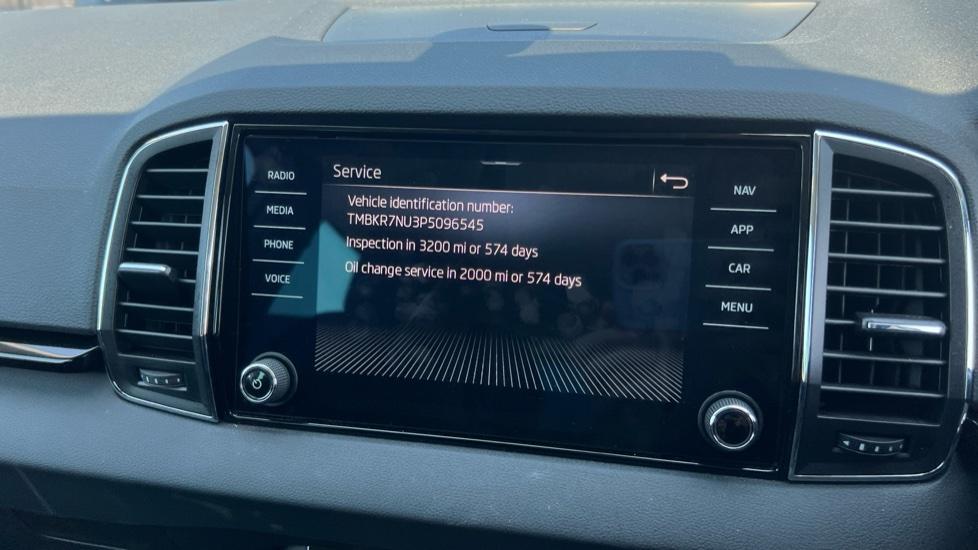 RADIO
MEDIA
PHONE
VOICE
Service
Vehicle identification number:
TMBKR7NU3P5096545
Inspection in 3200 mi or 574 days
Oil change service in 2000 mi or 574 days
NAV
APP
CAR
MENU